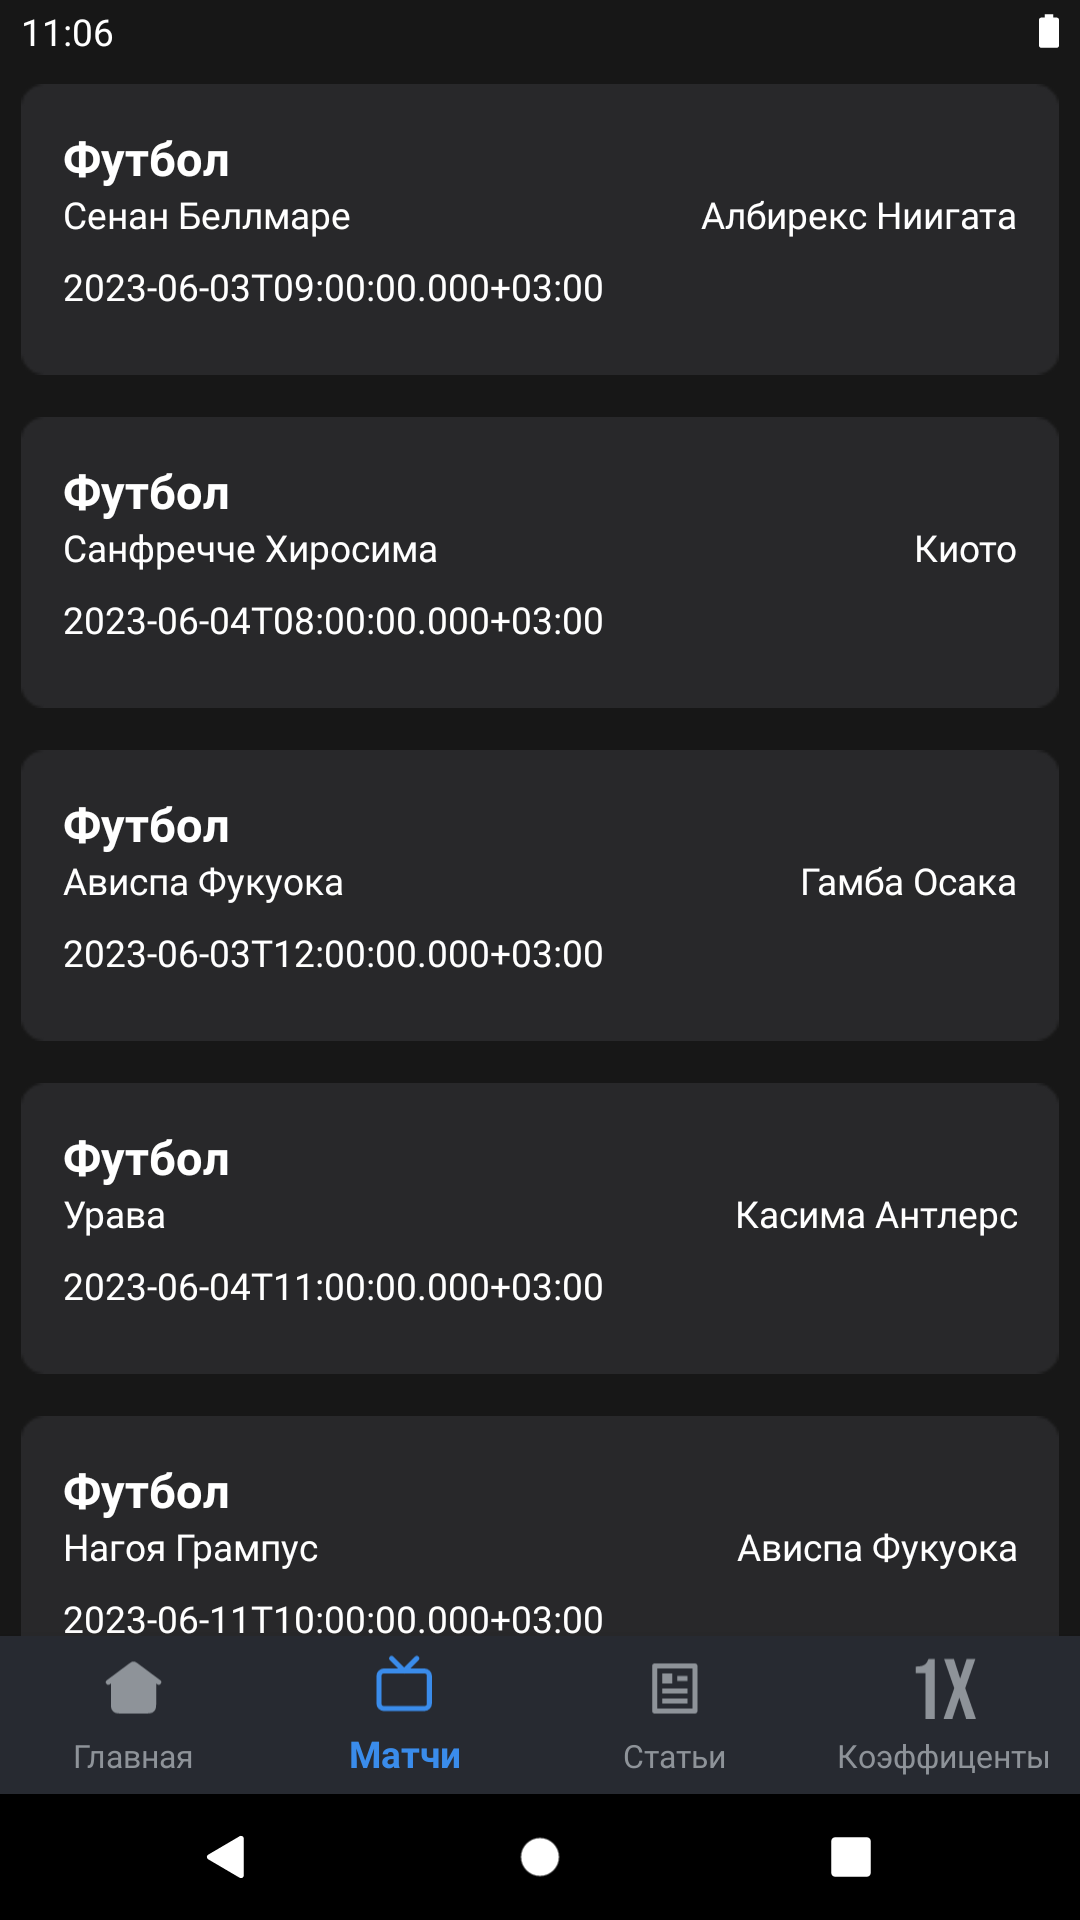 11:06
Футбол
Сенан Беллмаре Албирекс Ниигата
2023-06-03T09:00:00.000+03:00
Футбол
Санфречче Хиросима Киото
2023-06-04T08:00:00.000+03:00
Футбол
Ависпа Фукуока Гамба Осака
2023-06-03T12:00:00.000+03:00
Футбол
Урава Касима Антлерс
2023-06-04T11:00:00.000+03:00
Футбол
Нагоя Грампус Ависпа Фукуока
2023-06-11T10:00:00.000+03:00
1X
Главная Матчи Статьи Коэффиценты